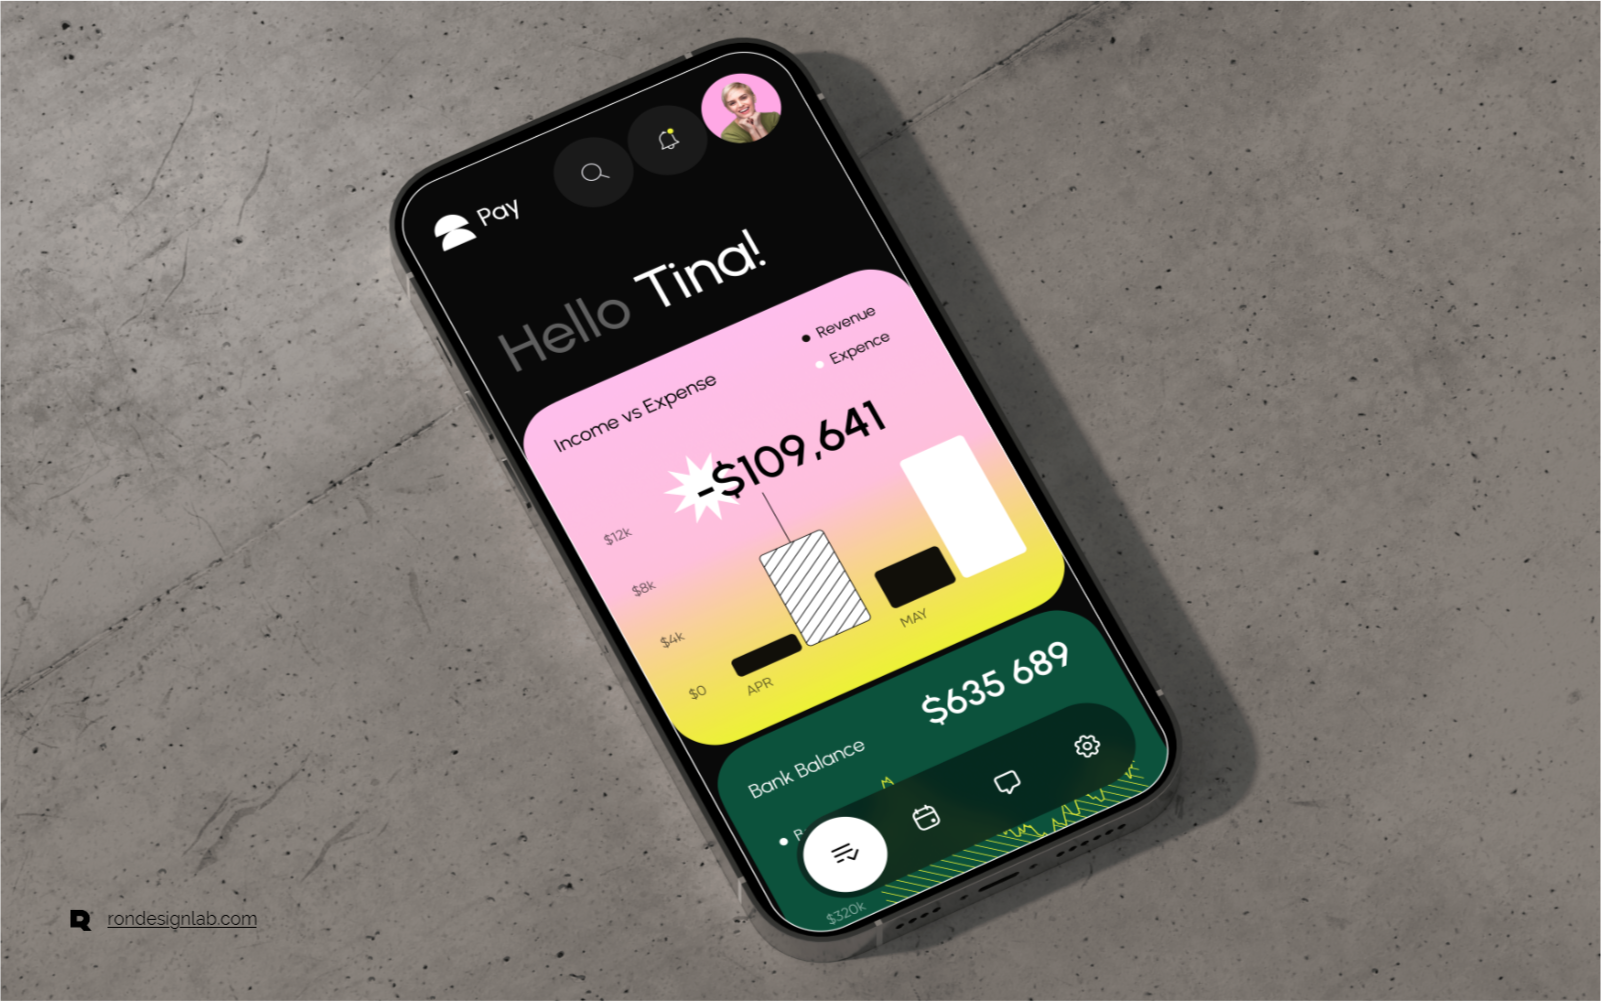 Pay
Hello Tina!
Income vs Expense
Revenue
Expence
-$109,641
$12k
$8k
$4k
$0
APR
MAY
Bank Balance
$635 689
$320k
rondesignlab.com